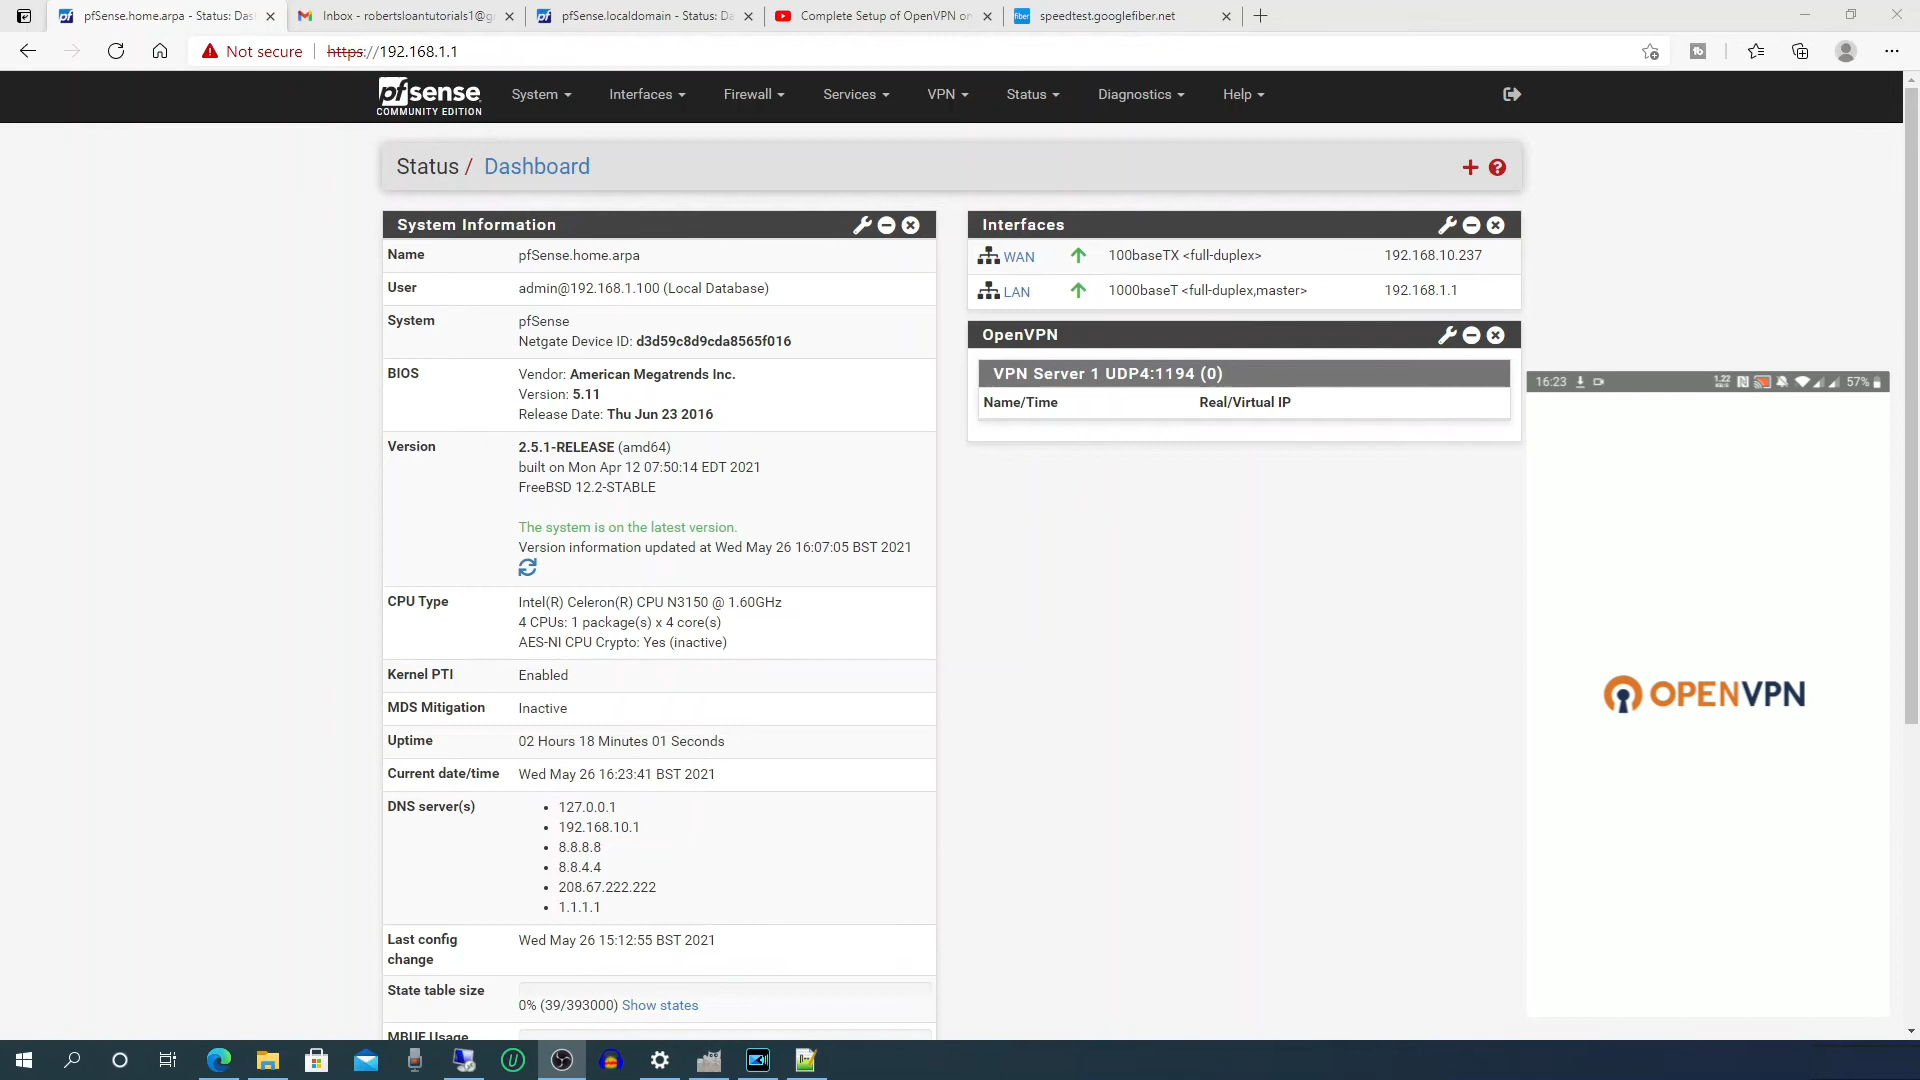 pfSense.home.arpa - Status: Das
Inbox - robertsloantutorials1@g
pfSense.localdomain - Status: Da
Complete Setup of OpenVPN on
fiber
speedtest.googlefiber.net
Not secure
https://192.168.1.1
pfsense
COMMUNITY EDITION
System
Interfaces
Firewall
Services
VPN
Status
Diagnostics
Help
Status / Dashboard
System Information
Name
pfSense.home.arpa
User
admin@192.168.1.100 (Local Database)
System
pfSense
Netgate Device ID: d3d59c8d9cda8565f016
BIOS
Vendor: American Megatrends Inc.
Version: 5.11
Release Date: Thu Jun 23 2016
Version
2.5.1-RELEASE (amd64)
built on Mon Apr 12 07:50:14 EDT 2021
FreeBSD 12.2-STABLE
The system is on the latest version.
Version information updated at Wed May 26 16:07:05 BST 2021
CPU Type
Intel(R) Celeron(R) CPU N3150 @ 1.60GHz
4 CPUs: 1 package(s) x 4 core(s)
AES-NI CPU Crypto: Yes (inactive)
Kernel PTI
Enabled
MDS Mitigation
Inactive
Uptime
02 Hours 18 Minutes 01 Seconds
Current date/time
Wed May 26 16:23:41 BST 2021
DNS server(s)
127.0.0.1
192.168.10.1
8.8.8.8
8.8.4.4
208.67.222.222
1.1.1.1
Last config
change
Wed May 26 15:12:55 BST 2021
State table size
0% (39/393000) Show states
MBUF Usage
Interfaces
WAN
100baseTX <full-duplex>
192.168.10.237
LAN
1000baseT <full-duplex,master>
192.168.1.1
OpenVPN
VPN Server 1 UDP4:1194 (0)
Name/Time
Real/Virtual IP
16:23
1.22
57%
OPENVPN